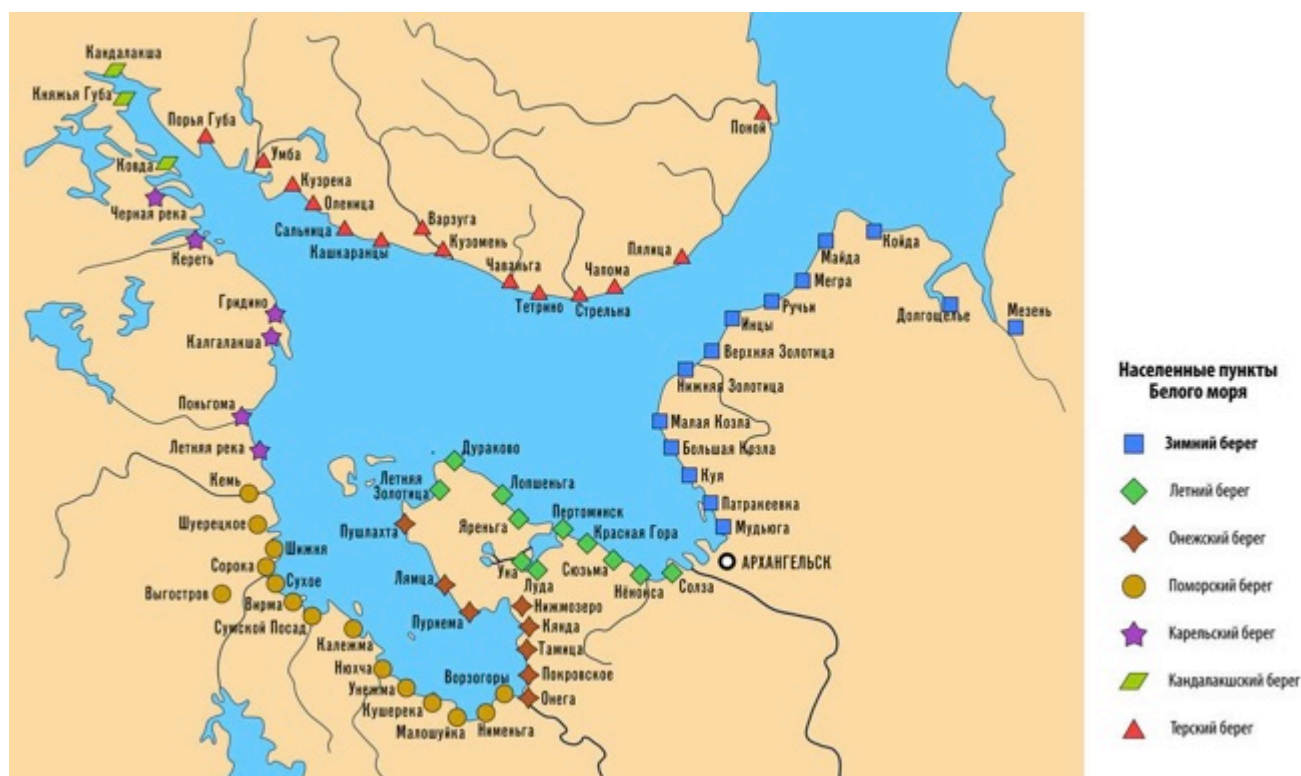 Кандалакша
Княжья Губа
Порья Губа
Поной
Умба
Ковда
Кузрека
Черная река
Оленица
Сальница
Варзуга
Кашкаранцы
Кузомень
Кереть
Пялица
Койда
Майда
Чаваньга
Чапома
Мегра
Тетрино
Стрельна
Гридино
Ручьи
Долгощелье
Мезень
Инцы
Калгалакша
Верхняя Золотица
Нижняя Золотица
Поньгома
Малая Козла
Летняя река
Дураково
Большая Козла
Кемь
Летняя
Золотица
Лопшеньга
Куя
Патракеевка
Шуерецкое
Пушлахта
Яреньга
Пертоминск
Красная Гора
Мудьюга
Шижня
АРХАНГЕЛЬСК
Сорока
Уна
Сюзьма
Сухое
Лямца
Луда
Нёнокса
Солза
Выгостров
Вирма
Нижмозеро
Сумской Посад
Пурнема
Кянда
Калежма
Тамица
Нюхча
Ворзогоры
Покровское
Унежма
Онега
Кушерека
Малошуйка
Нименьга
Населенные пункты
Белого моря
Зимний берег
Летний берег
Онежский берег
Поморский берег
Карельский берег
Кандалакшский берег
Терский берег